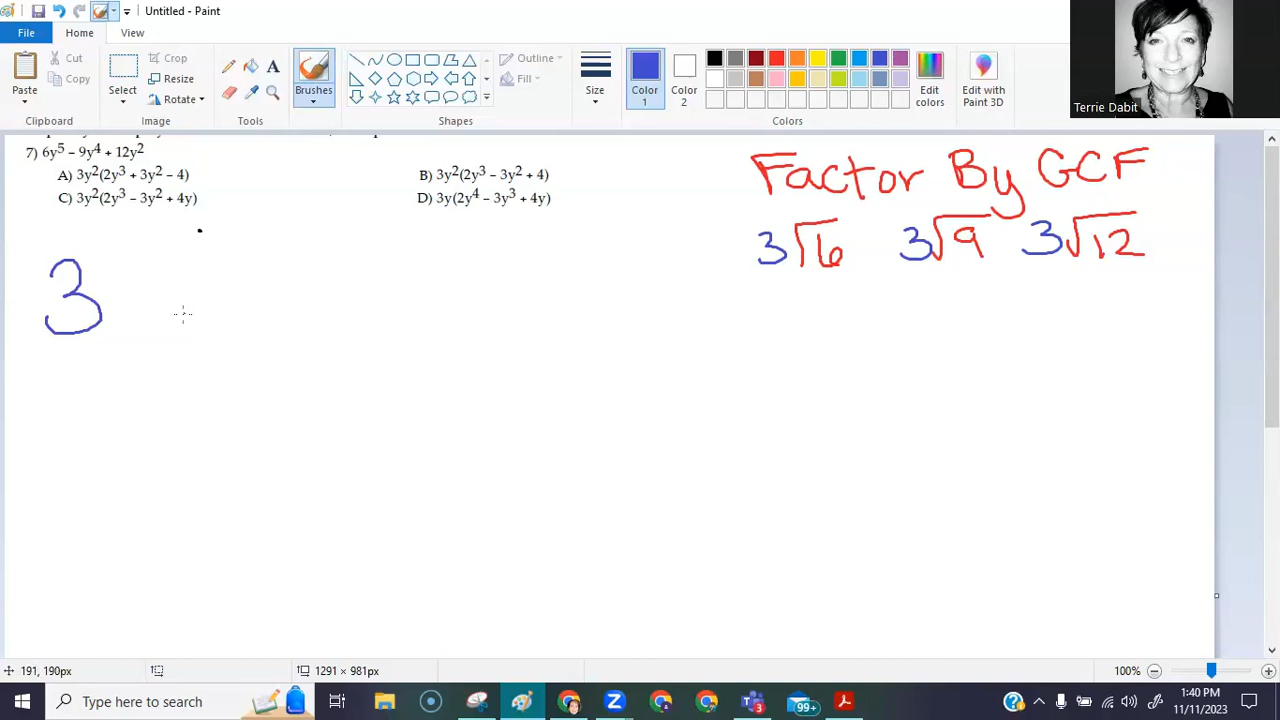 Untitled - Paint
File Home View
Paste
Cut
Copy
Clipboard
Select
Crop
Resize
Rotate
Image
Tools
Brushes
Outline
Fill
Shapes
Size
Color 1
Color 2
Colors
Edit colors
Edit with Paint 3D
Terrie Dabit
7) 6y⁵ – 9y⁴ + 12y²
A) 3y²(2y³ + 3y² – 4)
B) 3y²(2y³ – 3y² + 4)
C) 3y²(2y³ – 3y² + 4y)
D) 3y(2y⁴ – 3y³ + 4y)
Factor By GCF
3√6 3√9 3√12
3
191, 190px
1291 × 981px
100%
Type here to search
3
99+
1:40 PM
11/11/2023